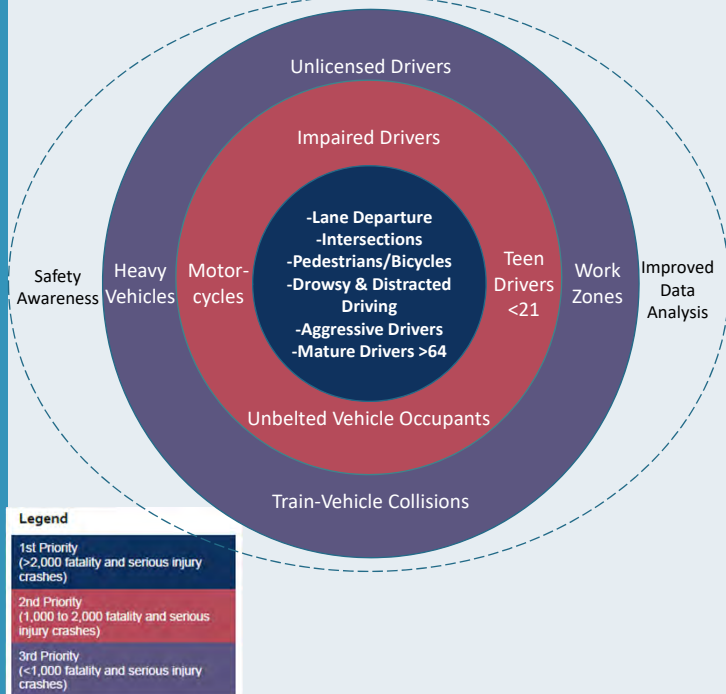 Unlicensed Drivers
Impaired Drivers
-Lane Departure
-Intersections
-Pedestrians/Bicycles
-Drowsy & Distracted
Driving
-Aggressive Drivers
-Mature Drivers >64
Safety
Awareness
Heavy
Vehicles
Motor-
cycles
Teen
Drivers
<21
Work
Zones
Improved
Data
Analysis
Unbelted Vehicle Occupants
Train-Vehicle Collisions
Legend
1st Priority
(>2,000 fatality and serious injury
crashes)
2nd Priority
(1,000 to 2,000 fatality and serious
injury crashes)
3rd Priority
(<1,000 fatality and serious injury
crashes)